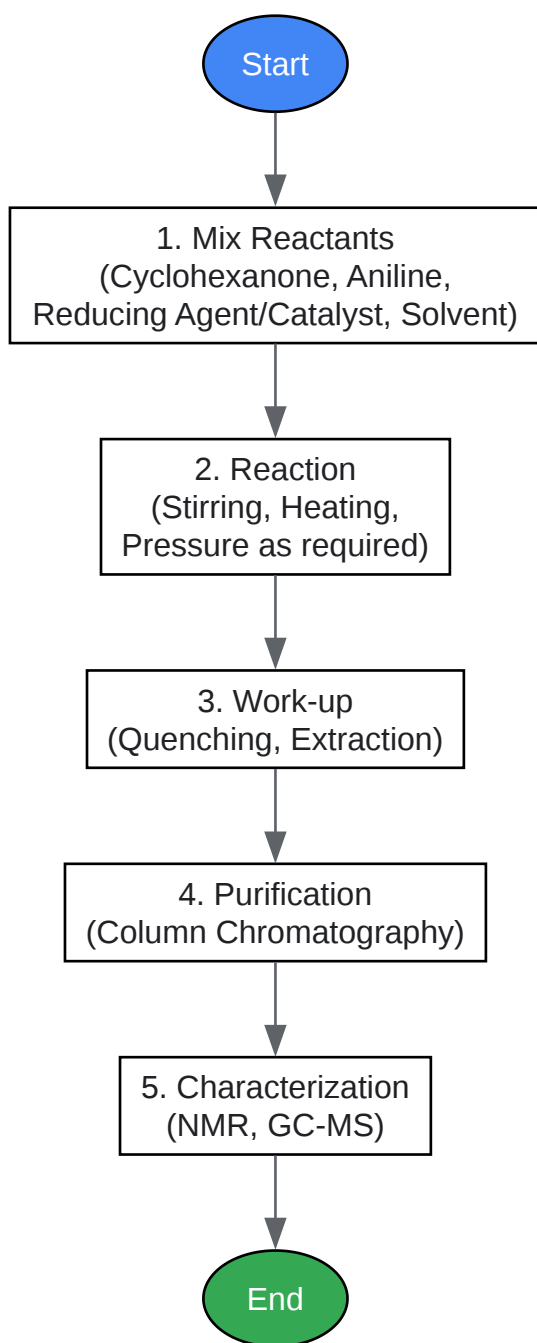 Start
1. Mix Reactants
(Cyclohexanone, Aniline,
Reducing Agent/Catalyst, Solvent)
2. Reaction
(Stirring, Heating,
Pressure as required)
3. Work-up
(Quenching, Extraction)
4. Purification
(Column Chromatography)
5. Characterization
(NMR, GC-MS)
End